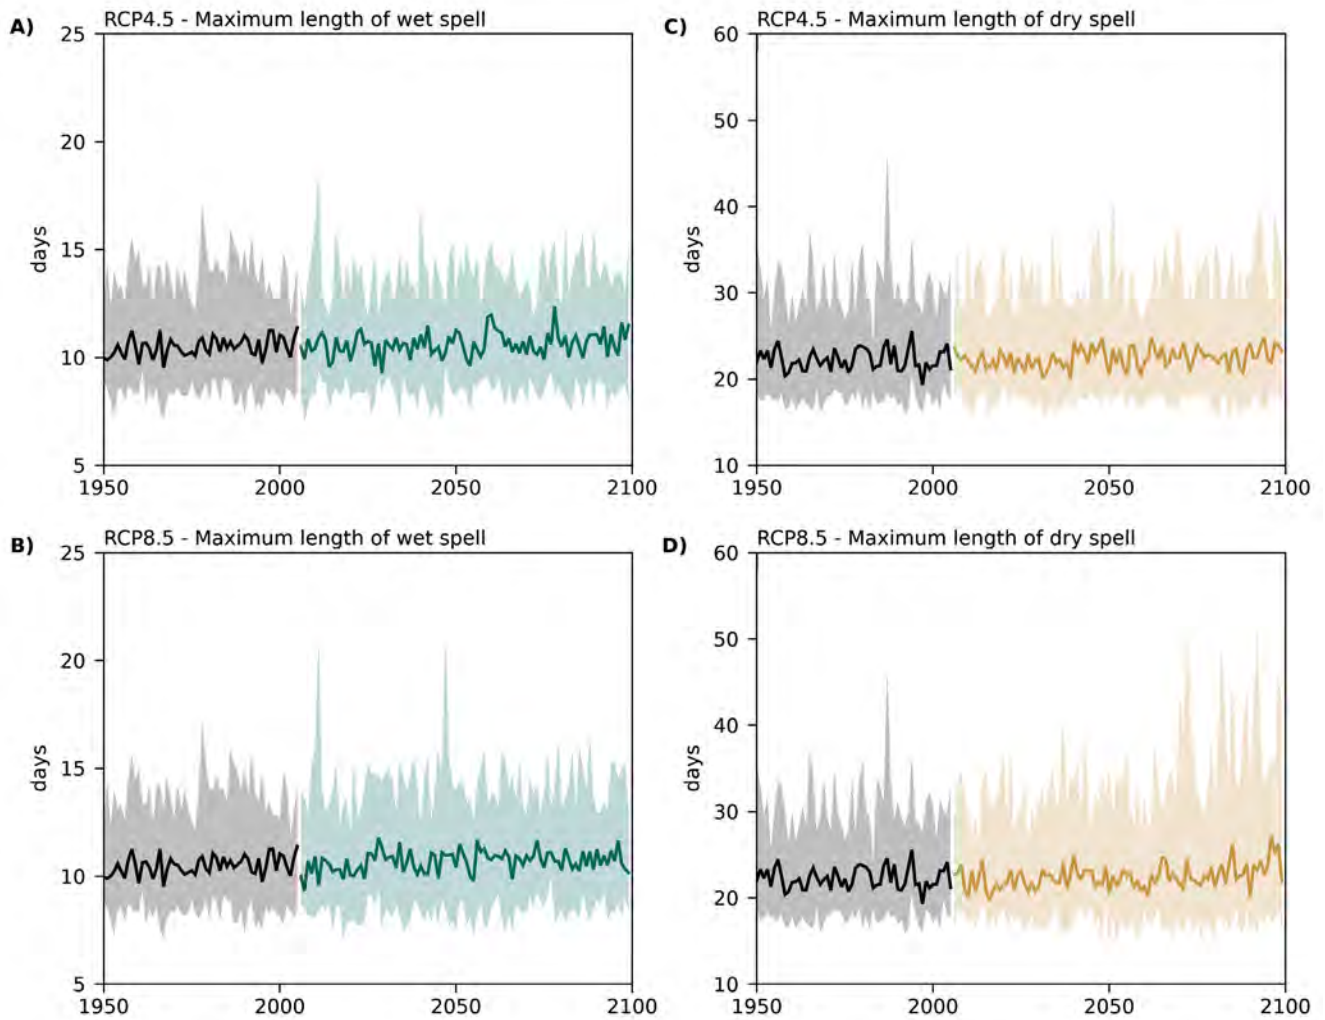 A)
RCP4.5 - Maximum length of wet spell
25
20
15
10
5
days
1950 2000 2050 2100
C)
RCP4.5 - Maximum length of dry spell
60
50
40
30
20
10
days
1950 2000 2050 2100
B)
RCP8.5 - Maximum length of wet spell
25
20
15
10
5
days
1950 2000 2050 2100
D)
RCP8.5 - Maximum length of dry spell
60
50
40
30
20
10
days
1950 2000 2050 2100